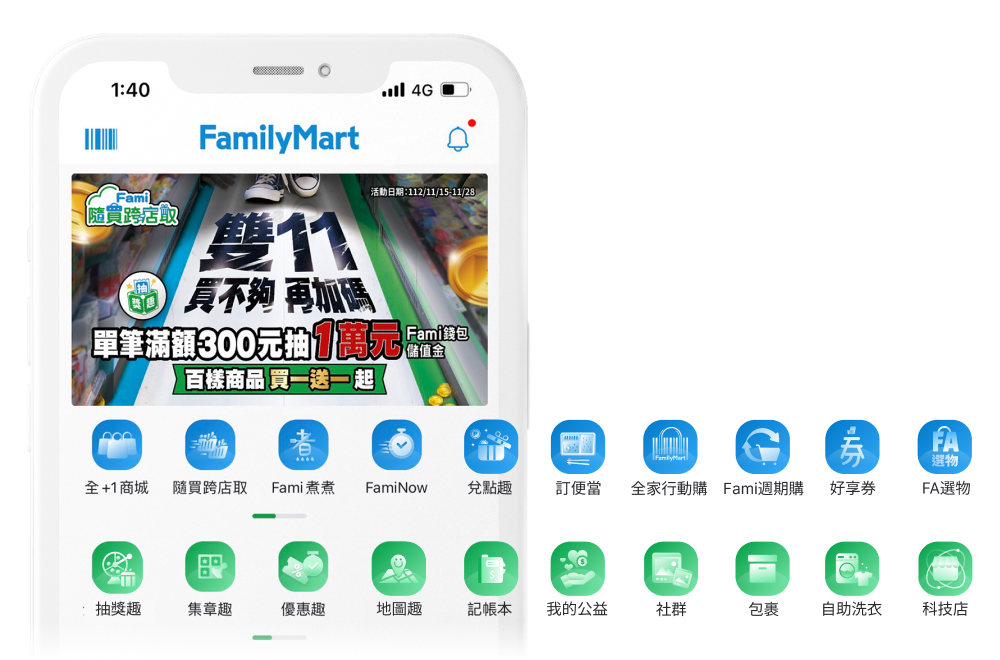 1:40
4G
FamilyMart
活動日期：112/11/15-11/28
Fami
隨買跨店取
雙11
買不夠 再加碼
抽
獎趣
單筆滿額300元抽1萬元 Fami錢包
儲值金
百樣商品 買一送一 起
FamilyMart
券
FA
選物
全+1商城 隨買跨店取 Fami煮煮 FamiNow 兌點趣 訂便當 全家行動購 Fami週期購 好享券 FA選物
抽獎趣 集章趣 優惠趣 地圖趣 記帳本 我的公益 社群 包裹 自助洗衣 科技店